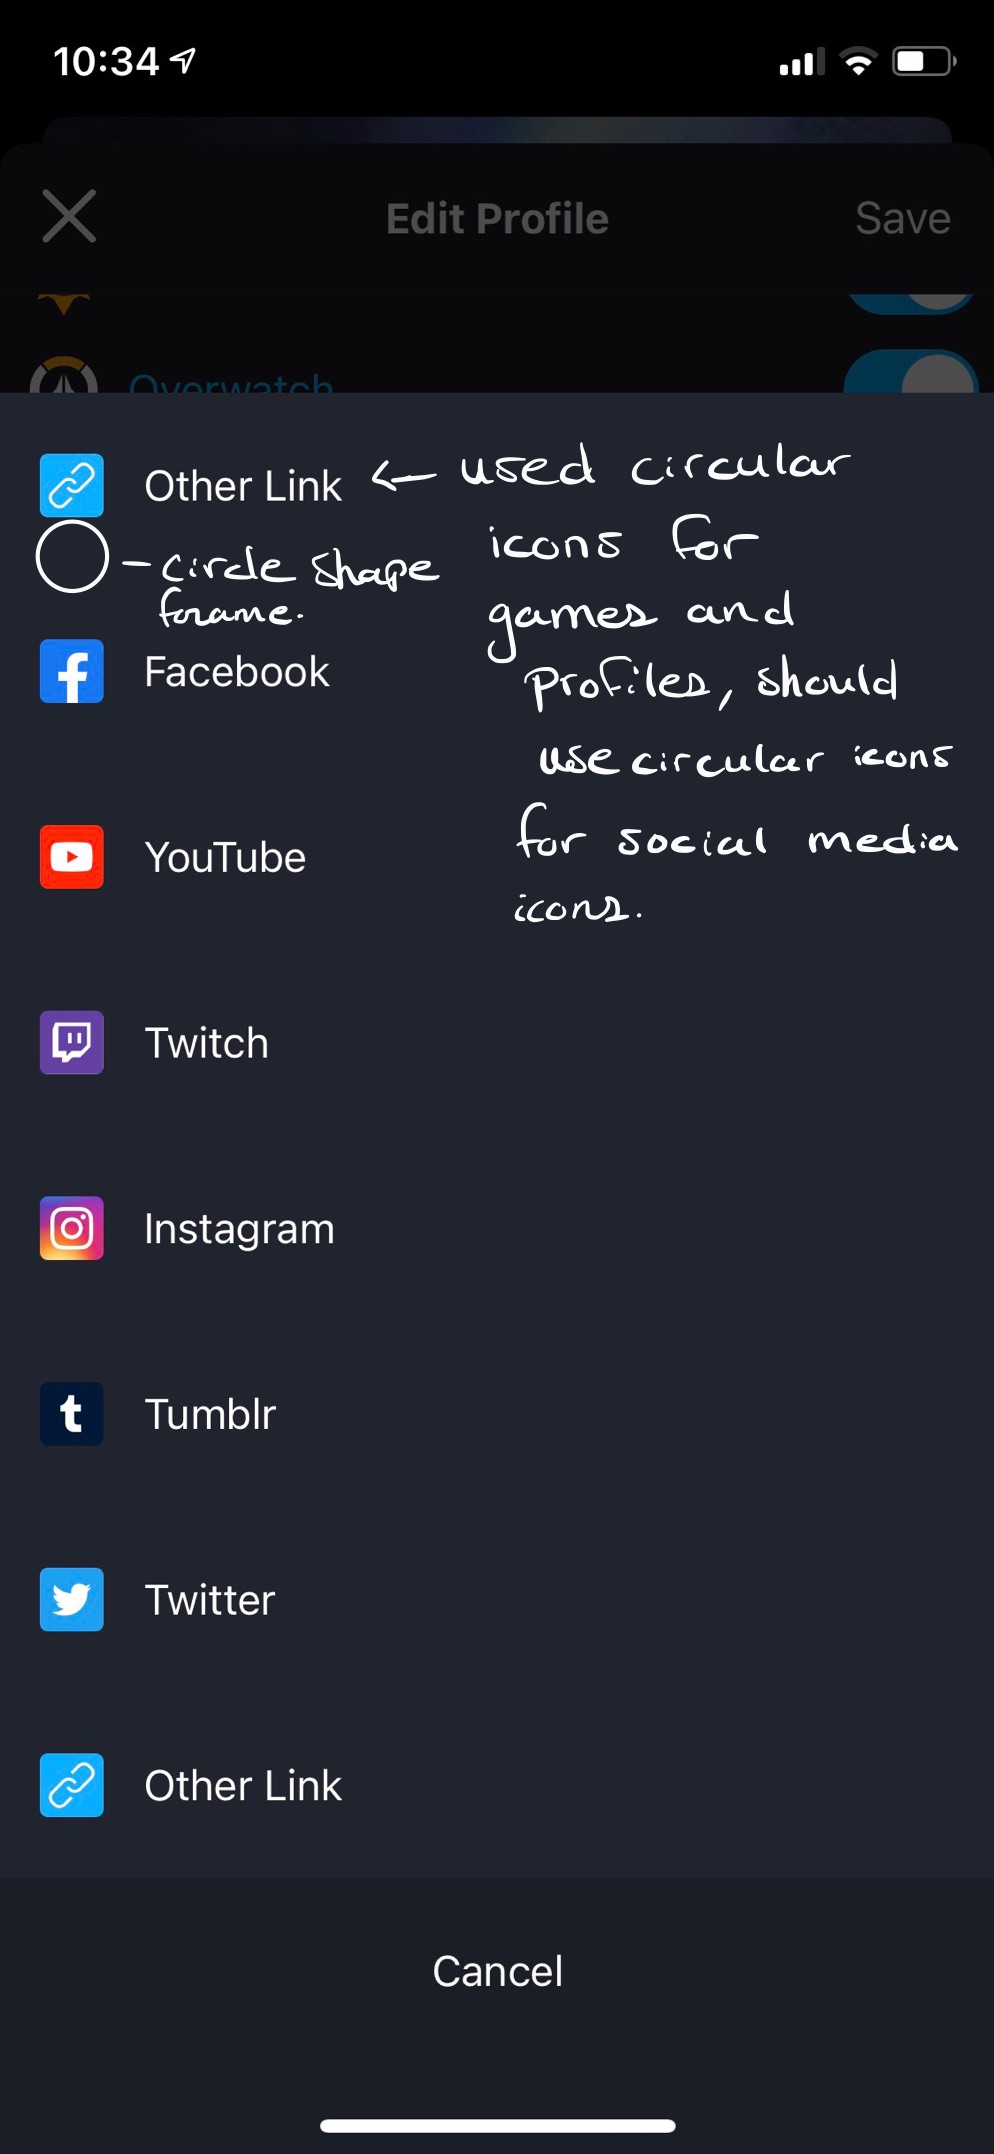 10:34
Edit Profile
Save
Overwatch
Other Link
← used circular
icons for
games and
profiles, should
use circular icons
for social media
icons.
- circle shape
frame.
Facebook
YouTube
Twitch
Instagram
Tumblr
Twitter
Other Link
Cancel